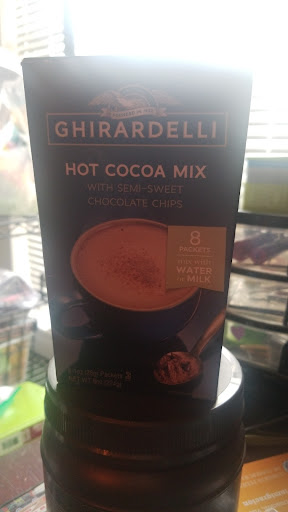 GHIRARDELLI
HOT COCOA MIX
WITH SEMI-SWEET
CHOCOLATE CHIPS
8
PACKETS
WATER
MILK